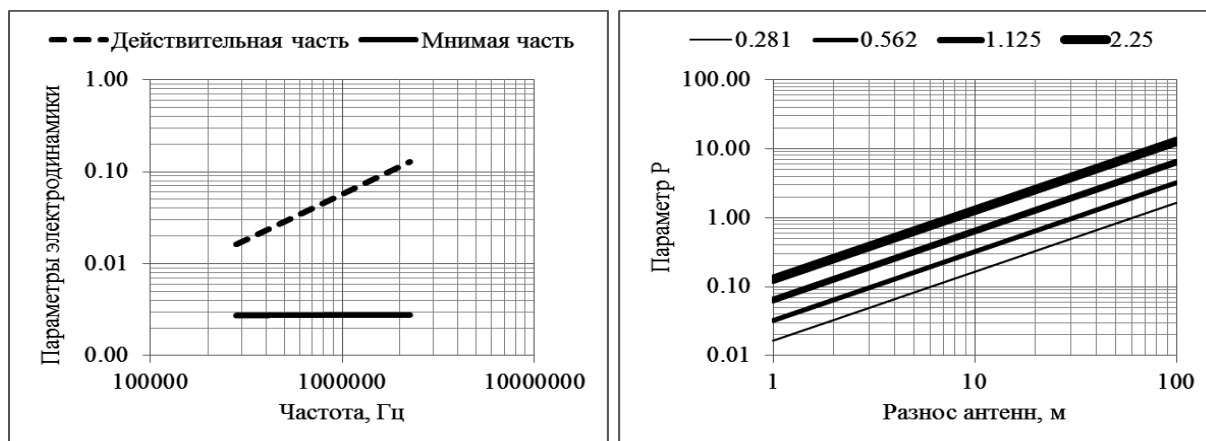 Действительная часть Мнимая часть
Параметры электродинамики
1.00
0.10
0.01
0.00
100000 1000000 10000000
Частота, Гц
0.281 0.562 1.125 2.25
Параметр P
100.00
10.00
1.00
0.10
0.01
1 10 100
Разнос антенн, м